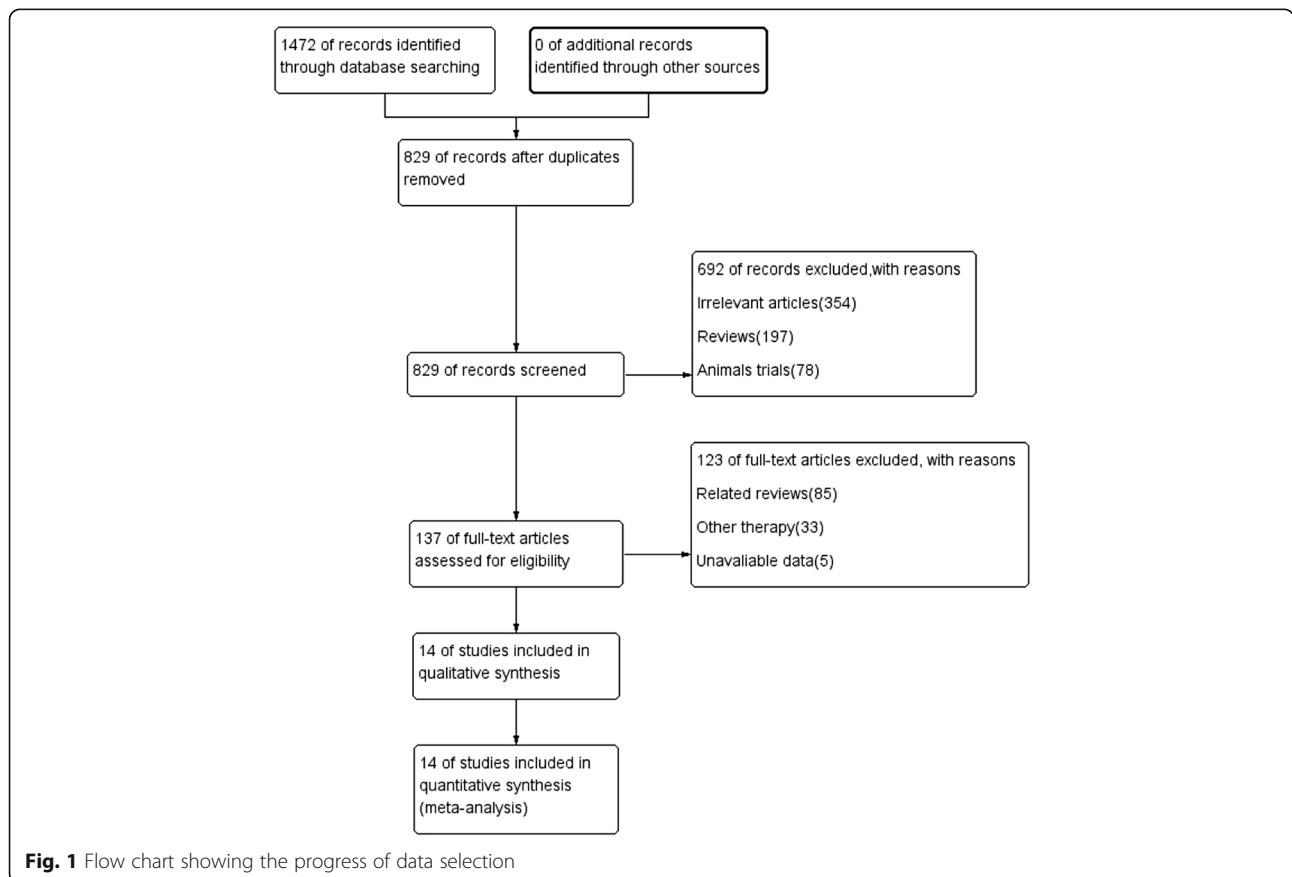 1472 of records identified
through database searching
0 of additional records
identified through other sources
829 of records after duplicates
removed
692 of records excluded,with reasons
Irrelevant articles(354)
Reviews(197)
Animals trials(78)
829 of records screened
123 of full-text articles excluded, with reasons
Related reviews(85)
Other therapy(33)
Unavaliable data(5)
137 of full-text articles
assessed for eligibility
14 of studies included in
qualitative synthesis
14 of studies included in
quantitative synthesis
(meta-analysis)
Fig. 1 Flow chart showing the progress of data selection